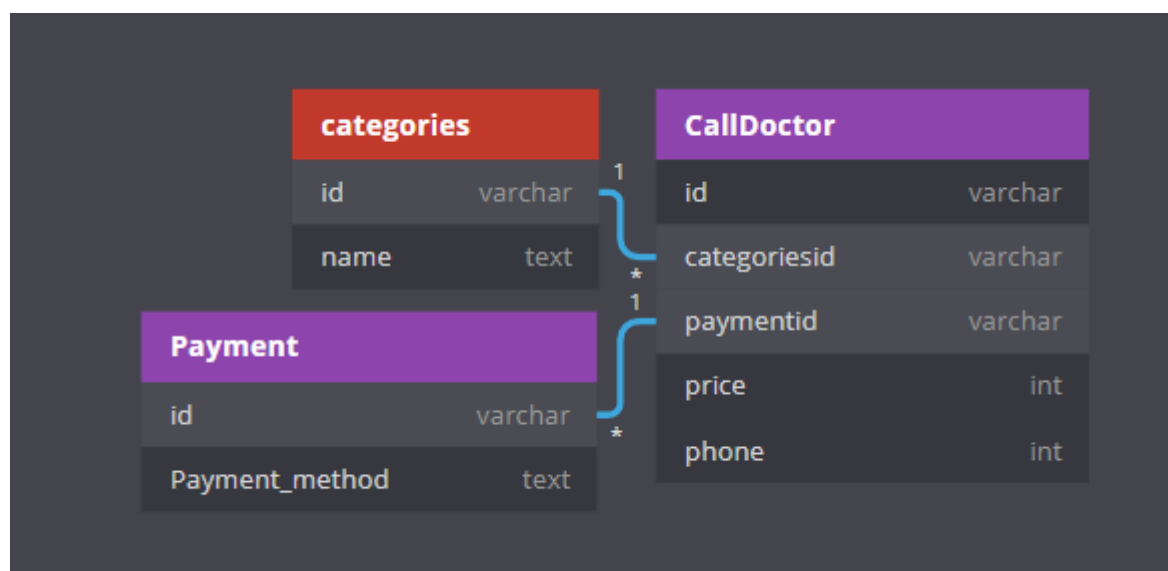 categories
id varchar
name text
1
*
CallDoctor
id varchar
categoriesid varchar
paymentid varchar
price int
phone int
1
*
Payment
id varchar
Payment_method text